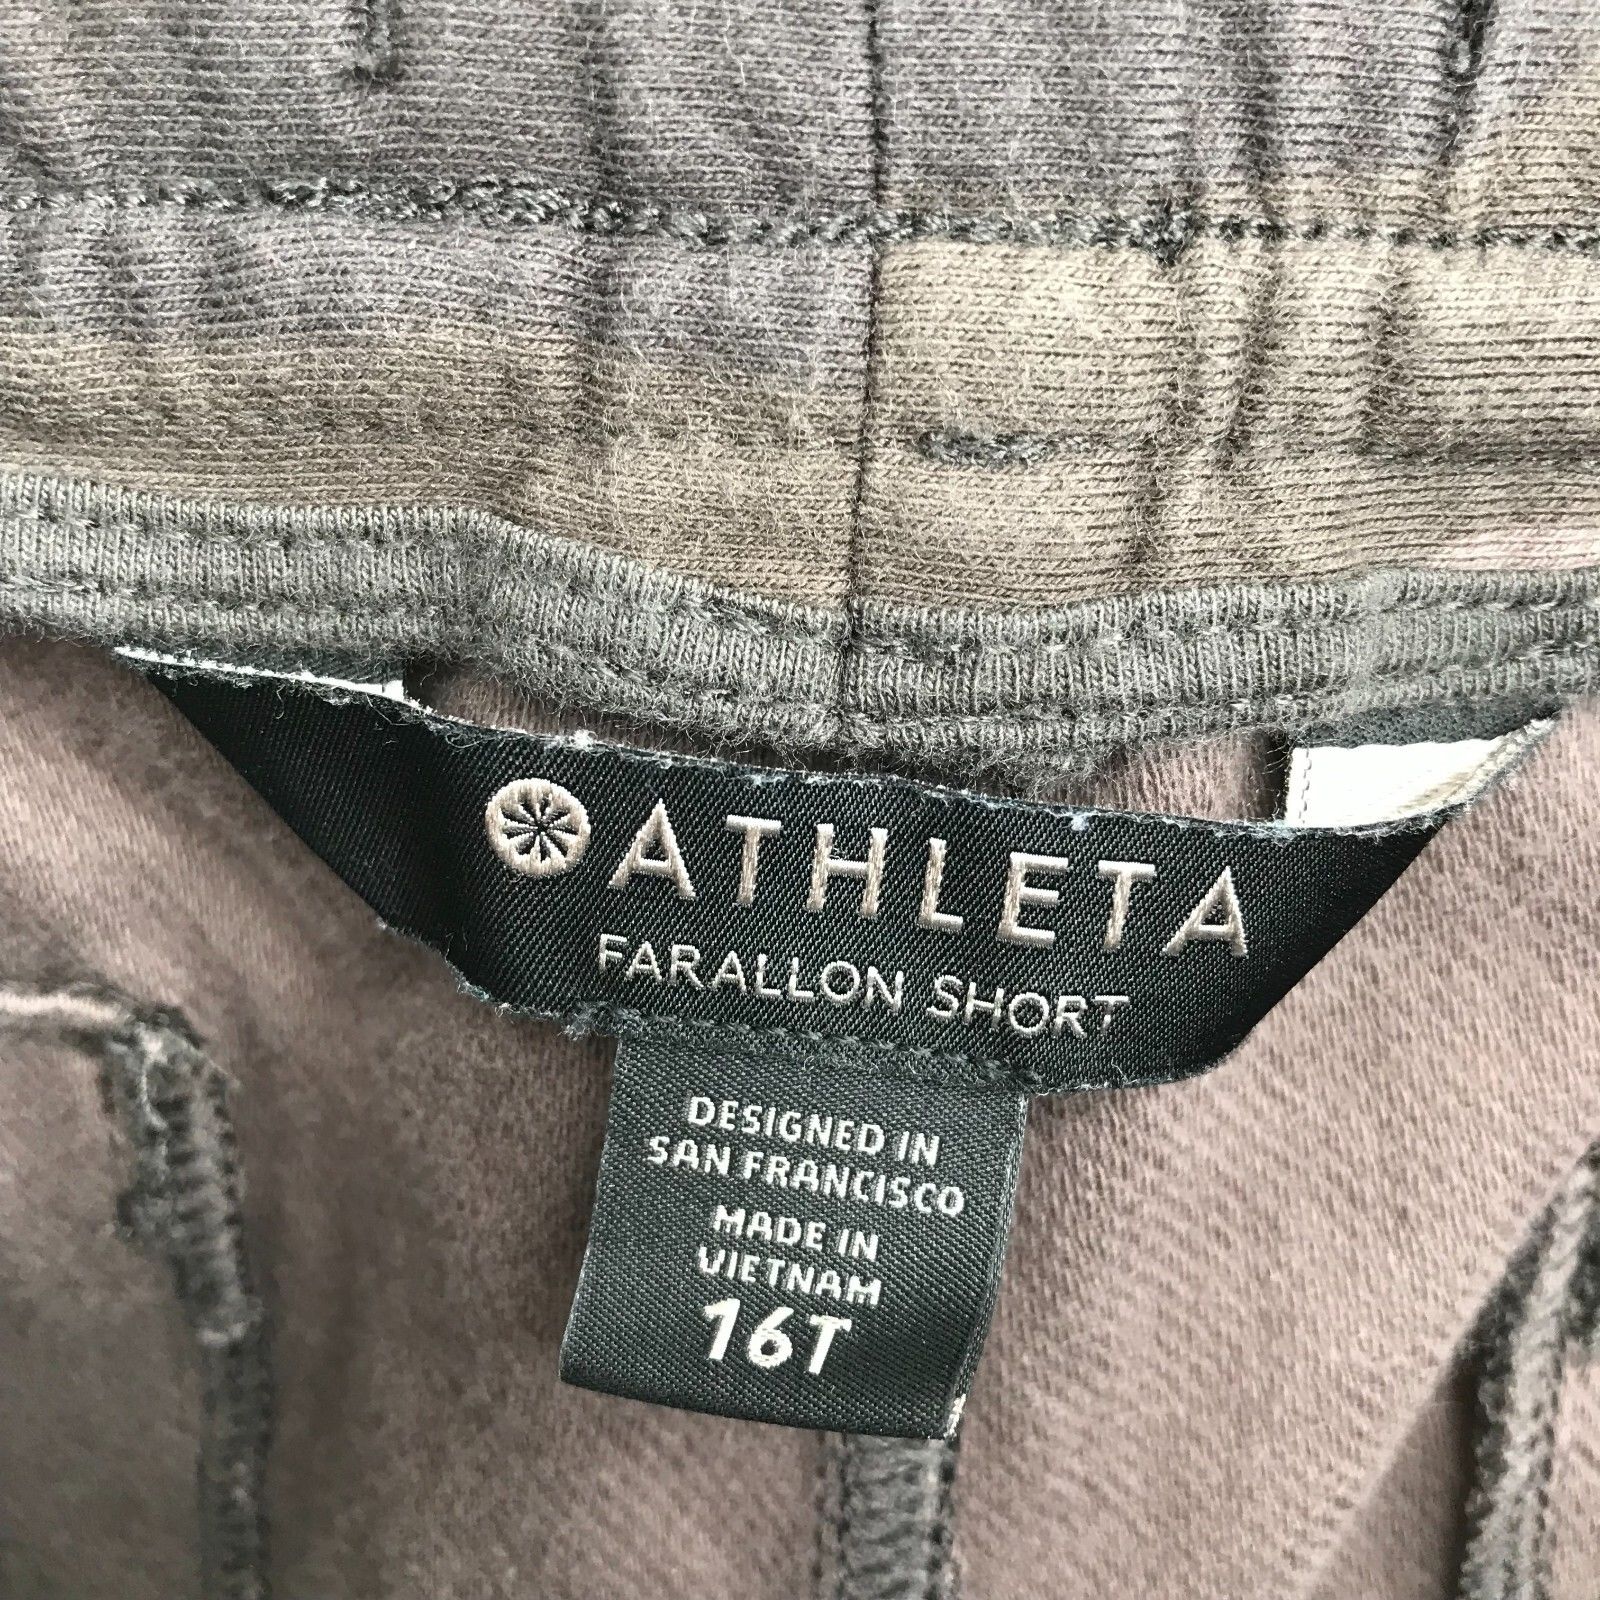 ATHLETA
FARALLON SHORT
DESIGNED IN
SAN FRANCISCO
MADE IN
VIETNAM
16T